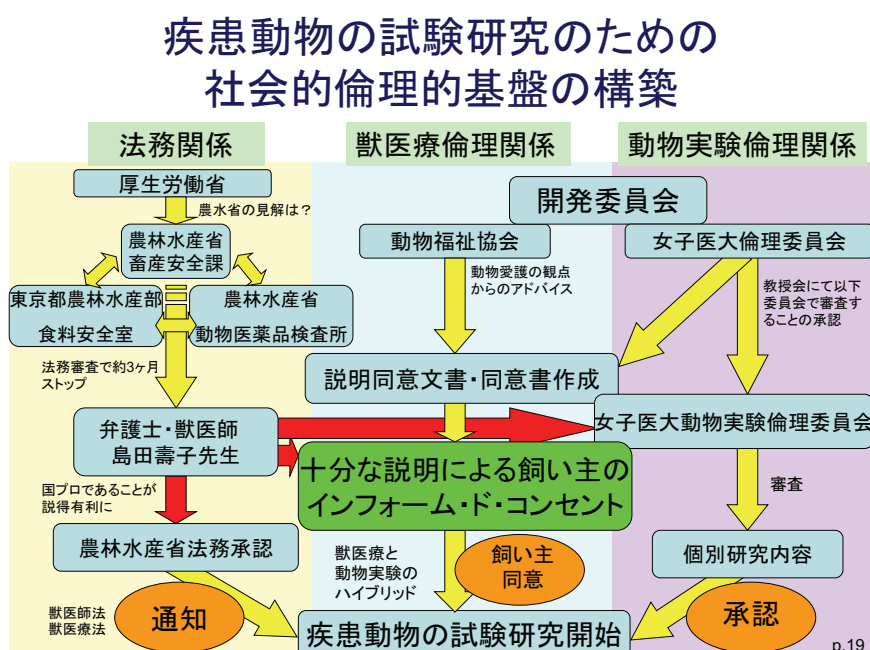 疾患動物の試験研究のための
社会的倫理的基盤の構築
法務関係
獣医療倫理関係
動物実験倫理関係
厚生労働省
農水省の見解は？
開発委員会
農林水産省
畜産安全課
動物福祉協会
女子医大倫理委員会
動物愛護の観点
からのアドバイス
教授会にて以下
委員会で審査す
ることの承認
東京都農林水産部
食料安全室
農林水産省
動物医薬品検査所
法務審査で約3ヶ月
ストップ
説明同意文書・同意書作成
弁護士・獣医師
島田壽子先生
女子医大動物実験倫理委員会
十分な説明による飼い主の
インフォーム・ド・コンセント
国プロであることが
説得有利に
審査
農林水産省法務承認
獣医療と
動物実験の
ハイブリッド
飼い主
同意
個別研究内容
獣医師法
獣医療法
通知
承認
疾患動物の試験研究開始
p.19